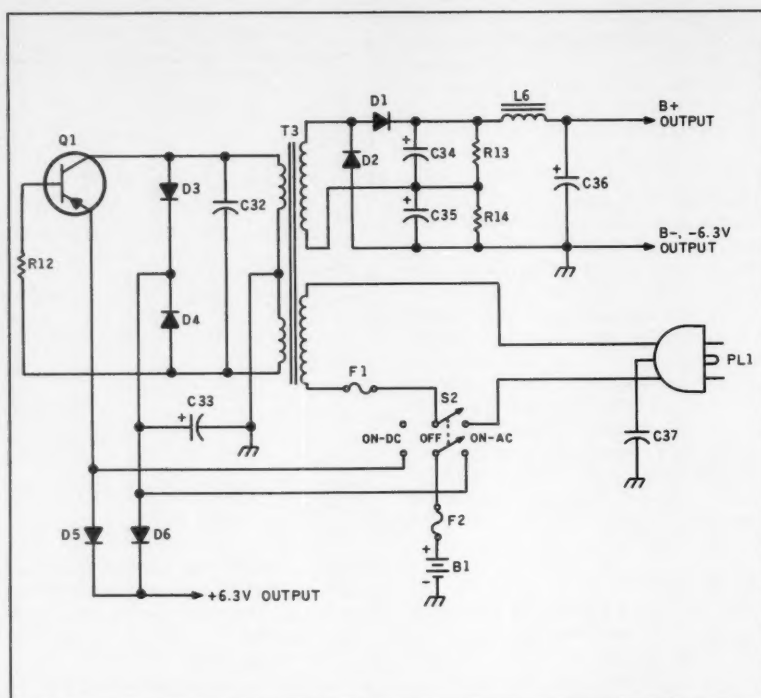 L6
B+
OUTPUT
D1
T3
Q1
D2
C34
R13
D3
C36
C32
C35
R14
B-, -6.3V
OUTPUT
R12
D4
F1
PL1
C33
S2
ON-DC
OFF
ON-AC
C37
D5
D6
F2
+6.3V OUTPUT
B1